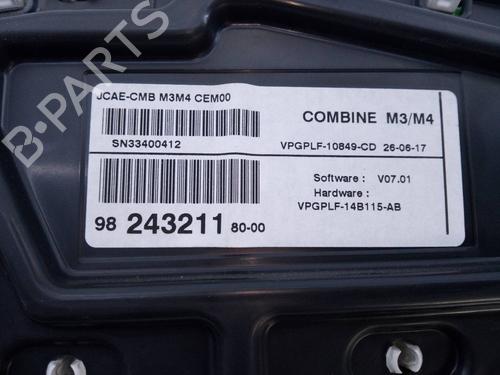 B-PARTS
JCAE-CMB M3M4 CEM00
COMBINE M3/M4
SN33400412
VPGPLF-10849-CD 26-06-17
Software : V07.01
Hardware :
VPGPLF-14B115-AB
98 243211 80-00